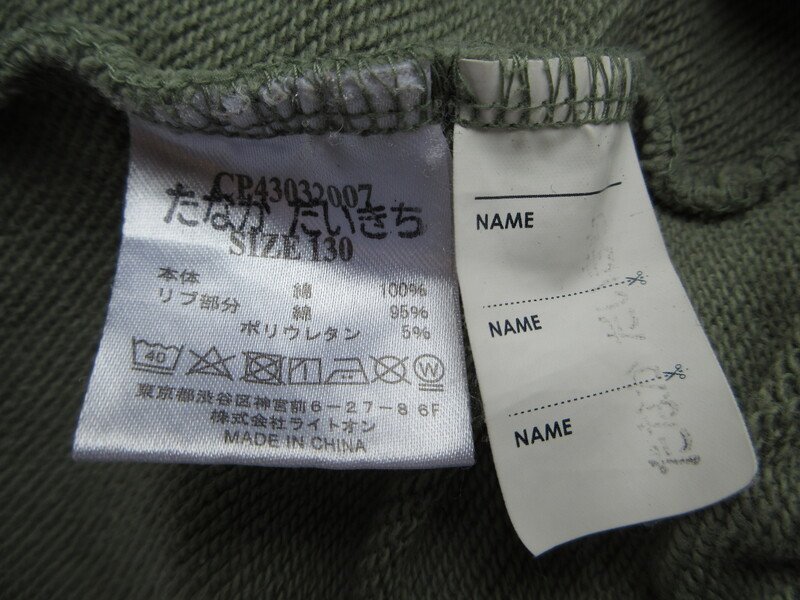 CP43032007
たなか たいきち
SIZE 130
本体 綿 100%
リブ部分 綿 95%
ポリウレタン 5%
40
W
東京都渋谷区神宮前6-27-8 6F
株式会社ライトオン
MADE IN CHINA
NAME
NAME
NAME